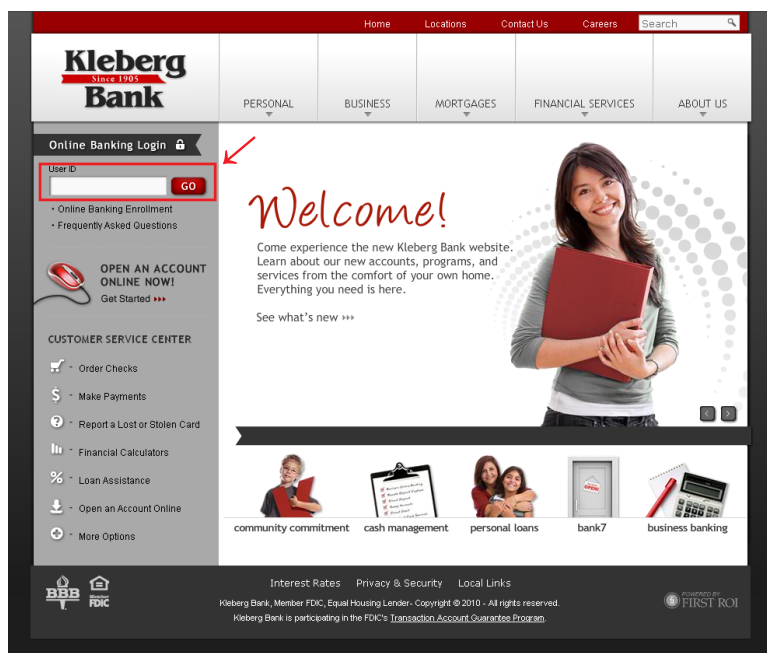 Home Locations Contact Us Careers Search
Kleberg
Since 1905
Bank
PERSONAL BUSINESS MORTGAGES FINANCIAL SERVICES ABOUT US
Online Banking Login
User ID
GO
• Online Banking Enrollment
• Frequently Asked Questions
OPEN AN ACCOUNT
ONLINE NOW!
Get Started
CUSTOMER SERVICE CENTER
- Order Checks
$ - Make Payments
? - Report a Lost or Stolen Card
- Financial Calculators
% - Loan Assistance
- Open an Account Online
- More Options
Welcome!
Come experience the new Kleberg Bank website.
Learn about our new accounts, programs, and
services from the comfort of your own home.
Everything you need is here.
See what's new
OPEN
community commitment cash management personal loans bank7 business banking
BBB
Member
FDIC
Interest Rates Privacy & Security Local Links
Kleberg Bank, Member FDIC, Equal Housing Lender- Copyright © 2010 - All rights reserved.
Kleberg Bank is participating in the FDIC's Transaction Account Guarantee Program.
POWERED BY
FIRST ROI